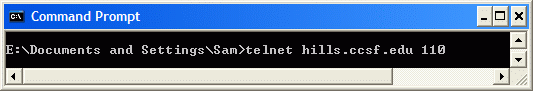 Command Prompt
E:\Documents and Settings\Sam>telnet hills.ccsf.edu 110